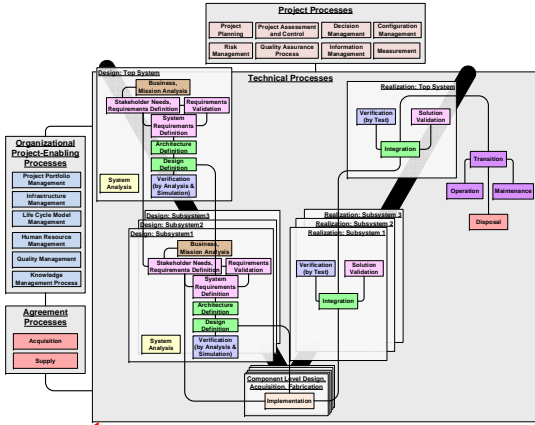 Project Processes
Project
Planning
Project Assessment
and Control
Decision
Management
Configuration
Management
Risk
Management
Quality Assurance
Process
Information
Management
Measurement
Technical Processes
Design: Top System
Business,
Mission Analysis
Stakeholder Needs,
Requirements Definition
Requirements
Validation
System
Requirements
Definition
Architecture
Definition
Design
Definition
System
Analysis
Verification
(by Analysis &
Simulation)
Realization: Top System
Verification
(by Test)
Solution
Validation
Integration
Transition
Operation
Maintenance
Disposal
Organizational
Project-Enabling
Processes
Project Portfolio
Management
Infrastructure
Management
Life Cycle Model
Management
Human Resource
Management
Quality Management
Knowledge
Management Process
Agreement
Processes
Acquisition
Supply
Design: Subsystem3
Design: Subsystem2
Design: Subsystem1
Business,
Mission Analysis
Stakeholder Needs,
Requirements Definition
Requirements
Validation
System
Requirements
Definition
Architecture
Definition
Design
Definition
System
Analysis
Verification
(by Analysis &
Simulation)
Realization: Subsystem 3
Realization: Subsystem 2
Realization: Subsystem 1
Verification
(by Test)
Solution
Validation
Integration
Component Level Design,
Acquisition, Fabrication
Implementation